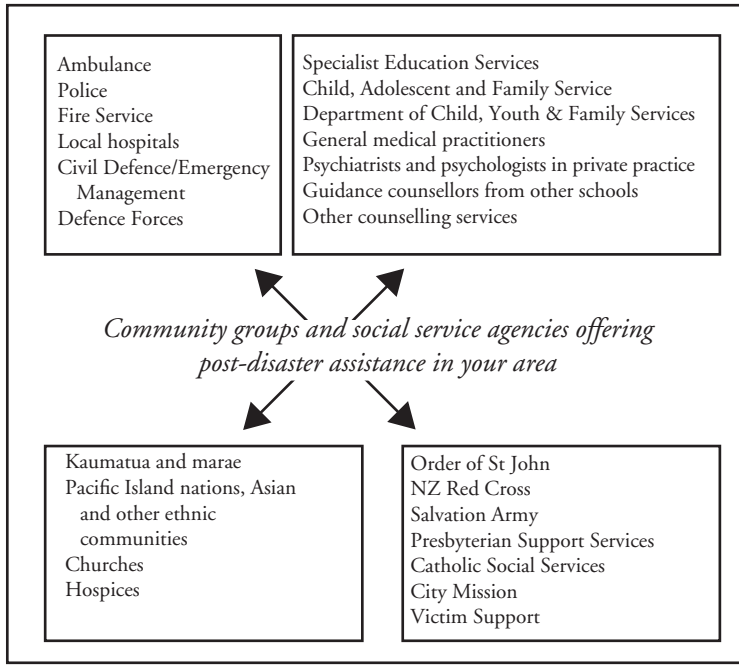 Ambulance
Police
Fire Service
Local hospitals
Civil Defence/Emergency
Management
Defence Forces
Specialist Education Services
Child, Adolescent and Family Service
Department of Child, Youth & Family Services
General medical practitioners
Psychiatrists and psychologists in private practice
Guidance counsellors from other schools
Other counselling services
Community groups and social service agencies offering
post-disaster assistance in your area
Kaumatua and marae
Pacific Island nations, Asian
and other ethnic
communities
Churches
Hospices
Order of St John
NZ Red Cross
Salvation Army
Presbyterian Support Services
Catholic Social Services
City Mission
Victim Support